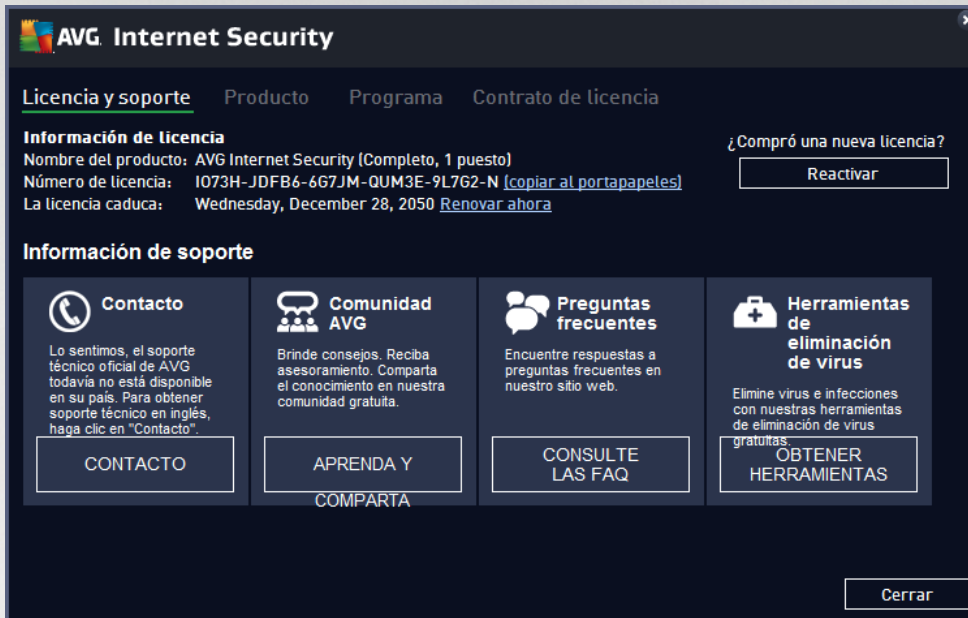 AVG Internet Security
Licencia y soporte Producto Programa Contrato de licencia
Información de licencia
Nombre del producto: AVG Internet Security (Completo, 1 puesto)
Número de licencia: IO73H-JDFB6-6G7JM-QUM3E-9L7G2-N (copiar al portapapeles)
La licencia caduca: Wednesday, December 28, 2050 Renovar ahora
¿Compró una nueva licencia?
Reactivar
Información de soporte
Contacto
Lo sentimos, el soporte
técnico oficial de AVG
todavía no está disponible
en su país. Para obtener
soporte técnico en inglés,
haga clic en "Contacto".
CONTACTO
Comunidad
AVG
Brinde consejos. Reciba
asesoramiento. Comparta
el conocimiento en nuestra
comunidad gratuita.
APRENDA Y
COMPARTA
Preguntas
frecuentes
Encuentre respuestas a
preguntas frecuentes en
nuestro sitio web.
CONSULTE
LAS FAQ
Herramientas
de
eliminación
de virus
Elimine virus e infecciones
con nuestras herramientas
de eliminación de virus
gratuitas.
OBTENER
HERRAMIENTAS
Cerrar